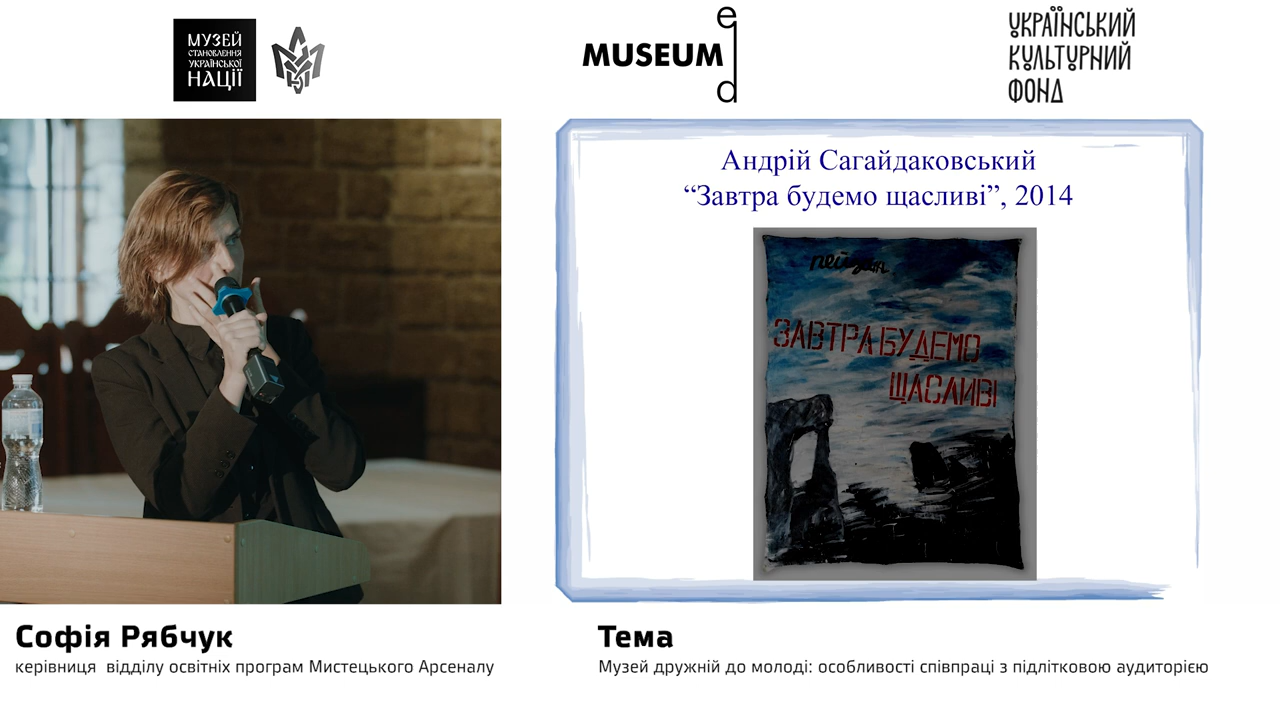 МУЗЕЙ
СТАНОВЛЕННЯ
УКРАЇНСЬКОЇ
НАЦІЇ
MUSEUM
ed
УКРАЇНСЬКИЙ
КУЛЬТУРНИЙ
ФОНД
Андрій Сагайдаковський
“Завтра будемо щасливі”, 2014
пейзаж
ЗАВТРА БУДЕМО
ЩАСЛИВІ
Софія Рябчук
керівниця відділу освітніх програм Мистецького Арсеналу
Тема
Музей дружній до молоді: особливості співпраці з підлітковою аудиторією